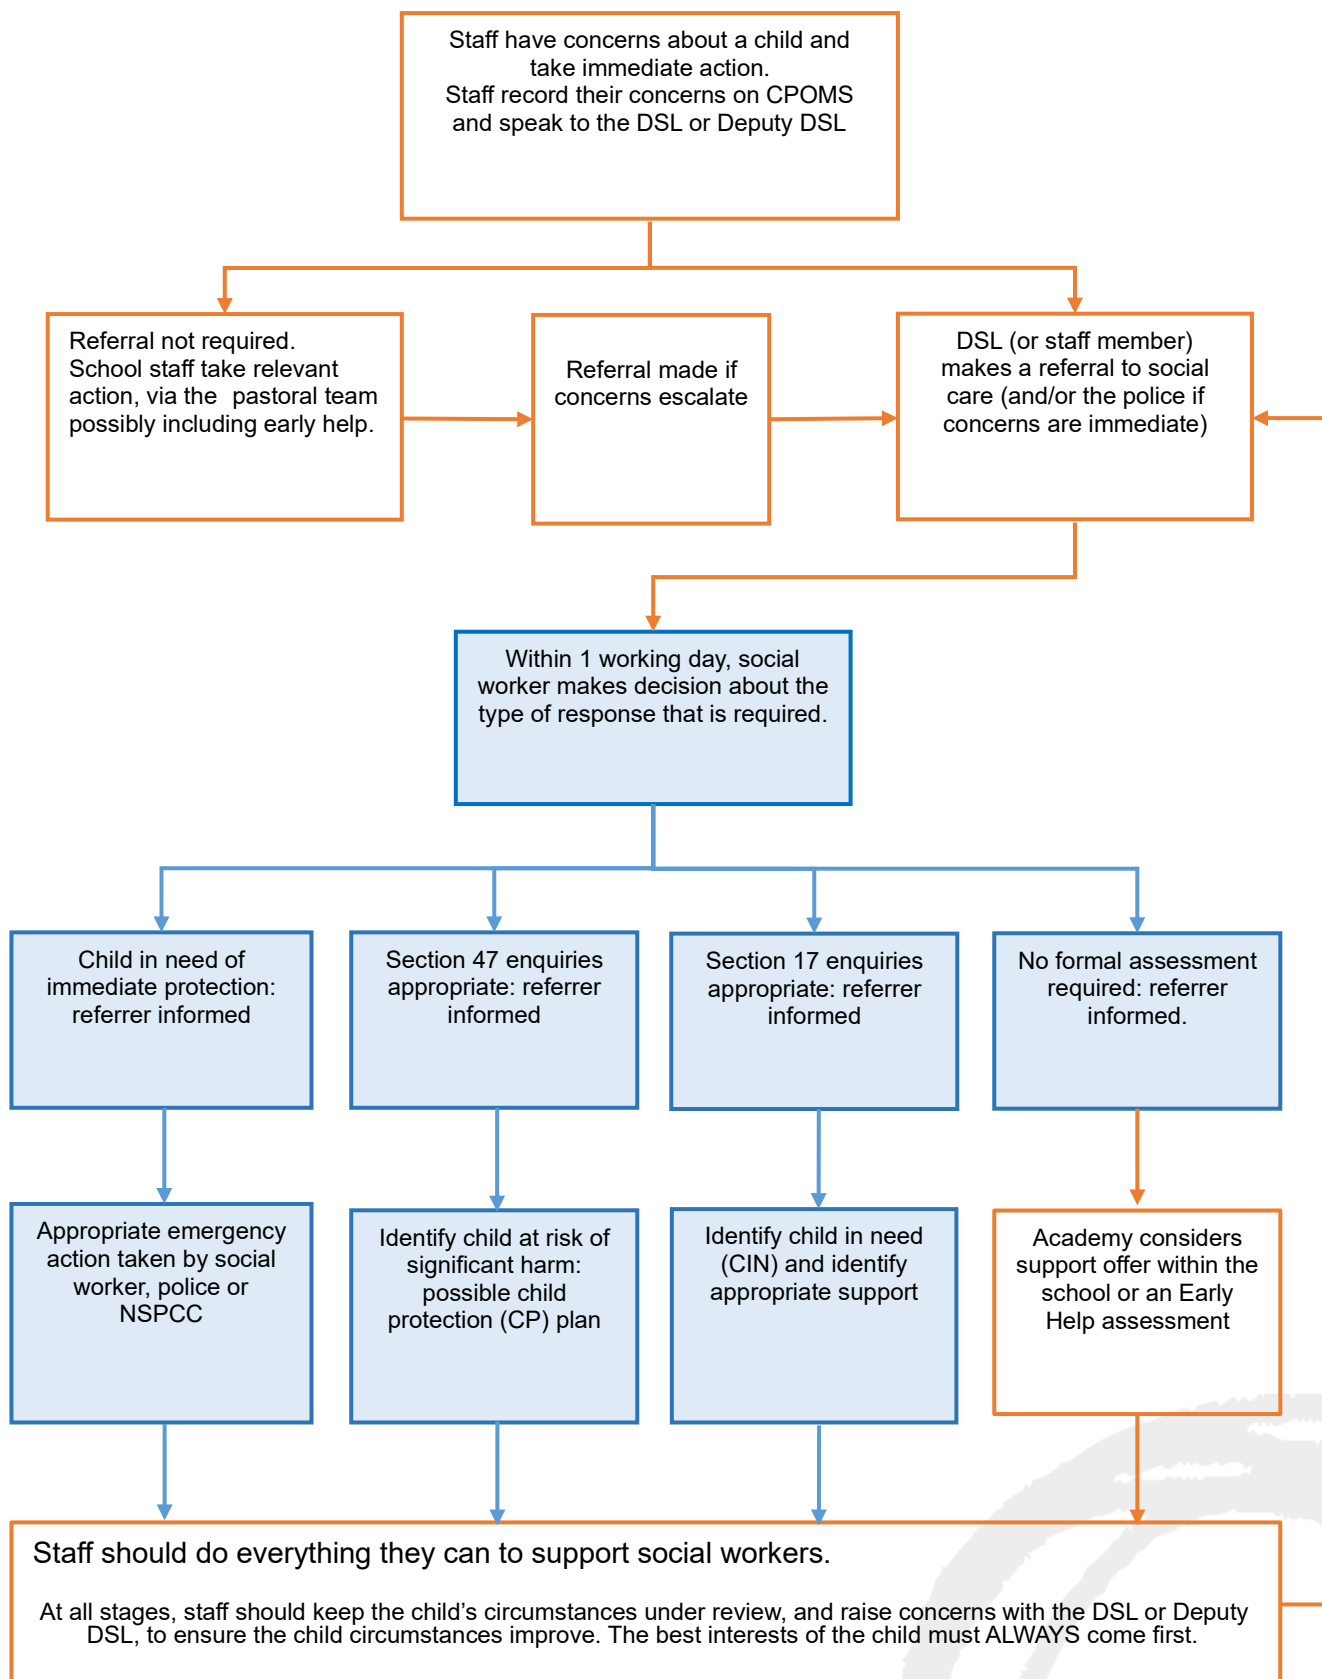 Staff have concerns about a child and
take immediate action.
Staff record their concerns on CPOMS
and speak to the DSL or Deputy DSL
Referral not required.
School staff take relevant
action, via the pastoral team
possibly including early help.
Referral made if
concerns escalate
DSL (or staff member)
makes a referral to social
care (and/or the police if
concerns are immediate)
Within 1 working day, social
worker makes decision about the
type of response that is required.
Child in need of
immediate protection:
referrer informed
Section 47 enquiries
appropriate: referrer
informed
Section 17 enquiries
appropriate: referrer
informed
No formal assessment
required: referrer
informed.
Appropriate emergency
action taken by social
worker, police or
NSPCC
Identify child at risk of
significant harm:
possible child
protection (CP) plan
Identify child in need
(CIN) and identify
appropriate support
Academy considers
support offer within the
school or an Early
Help assessment
Staff should do everything they can to support social workers.
At all stages, staff should keep the child’s circumstances under review, and raise concerns with the DSL or Deputy
DSL, to ensure the child circumstances improve. The best interests of the child must ALWAYS come first.